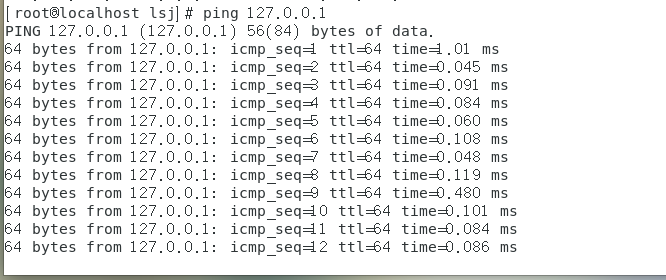 [root@localhost lsj]# ping 127.0.0.1
PING 127.0.0.1 (127.0.0.1) 56(84) bytes of data.
64 bytes from 127.0.0.1: icmp_seq=1 ttl=64 time=1.01 ms
64 bytes from 127.0.0.1: icmp_seq=2 ttl=64 time=0.045 ms
64 bytes from 127.0.0.1: icmp_seq=3 ttl=64 time=0.091 ms
64 bytes from 127.0.0.1: icmp_seq=4 ttl=64 time=0.084 ms
64 bytes from 127.0.0.1: icmp_seq=5 ttl=64 time=0.060 ms
64 bytes from 127.0.0.1: icmp_seq=6 ttl=64 time=0.108 ms
64 bytes from 127.0.0.1: icmp_seq=7 ttl=64 time=0.048 ms
64 bytes from 127.0.0.1: icmp_seq=8 ttl=64 time=0.119 ms
64 bytes from 127.0.0.1: icmp_seq=9 ttl=64 time=0.480 ms
64 bytes from 127.0.0.1: icmp_seq=10 ttl=64 time=0.101 ms
64 bytes from 127.0.0.1: icmp_seq=11 ttl=64 time=0.084 ms
64 bytes from 127.0.0.1: icmp_seq=12 ttl=64 time=0.086 ms